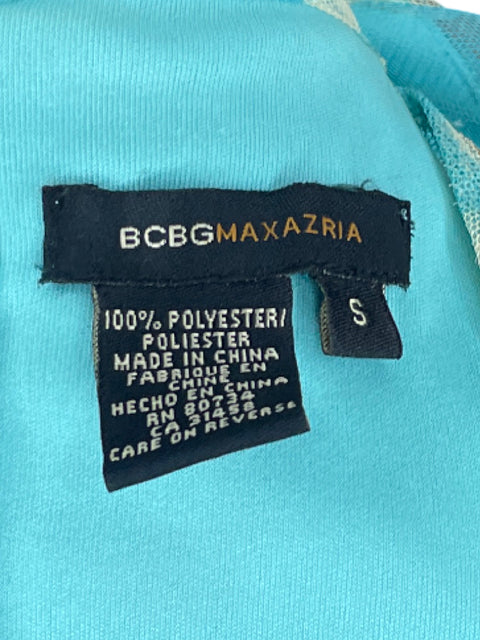 BCBGMAXAZRIA
S
100% POLYESTER/
POLIESTER
MADE IN CHINA
FABRIQUE EN
CHINE
HECHO EN CHINA
RN 80734
CA 31458
CARE ON REVERSE